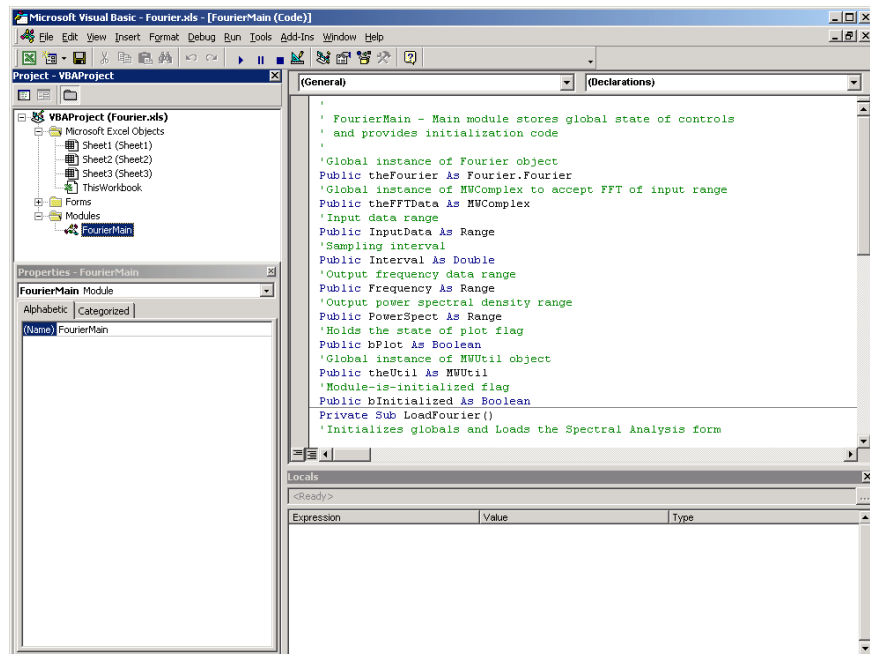 Microsoft Visual Basic - Fourier.xls - [FourierMain (Code)]
File Edit View Insert Format Debug Run Tools Add-Ins Window Help
Project - VBAProject
VBAProject (Fourier.xls)
Microsoft Excel Objects
Sheet1 (Sheet1)
Sheet2 (Sheet2)
Sheet3 (Sheet3)
ThisWorkbook
Forms
Modules
FourierMain
Properties - FourierMain
FourierMain Module
Alphabetic Categorized
(Name) FourierMain
(General) (Declarations)
'
' FourierMain - Main module stores global state of controls
' and provides initialization code
'
'Global instance of Fourier object
Public theFourier As Fourier.Fourier
'Global instance of MWComplex to accept FFT of input range
Public theFFTData As MWComplex
'Input data range
Public InputData As Range
'Sampling interval
Public Interval As Double
'Output frequency data range
Public Frequency As Range
'Output power spectral density range
Public PowerSpect As Range
'Holds the state of plot flag
Public bPlot As Boolean
'Global instance of MWUtil object
Public theUtil As MWUtil
'Module-is-initialized flag
Public bInitialized As Boolean
Private Sub LoadFourier()
'Initializes globals and Loads the Spectral Analysis form
Locals
<Ready>
...
Expression Value Type